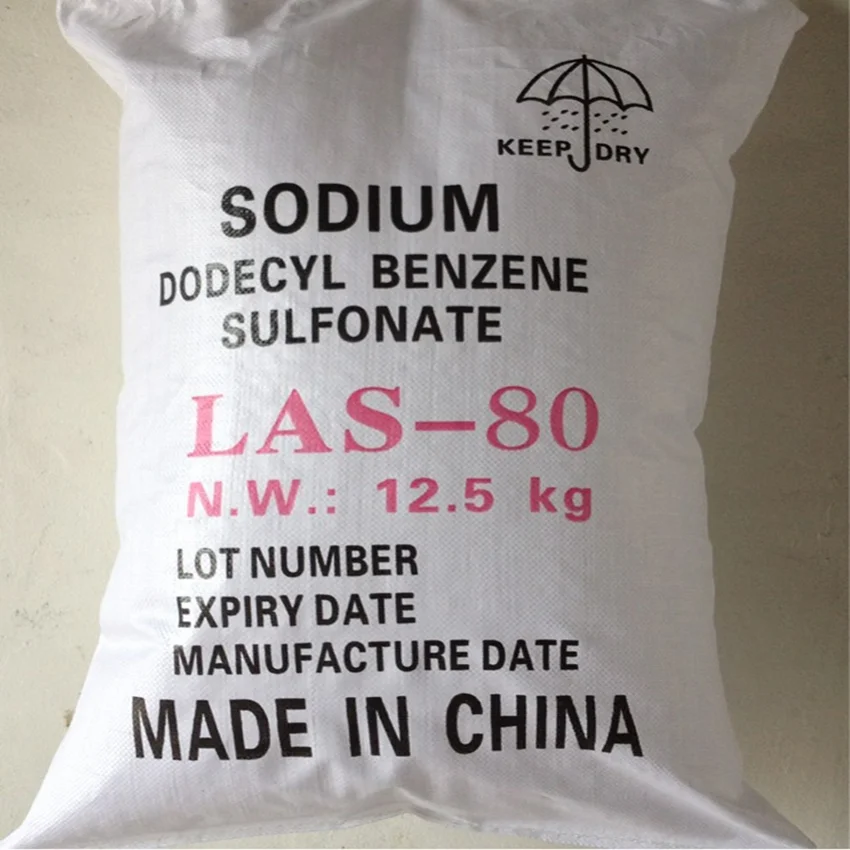 KEEP DRY
SODIUM
DODECYL BENZENE
SULFONATE
LAS-80
N.W.: 12.5 kg
LOT NUMBER
EXPIRY DATE
MANUFACTURE DATE
MADE IN CHINA